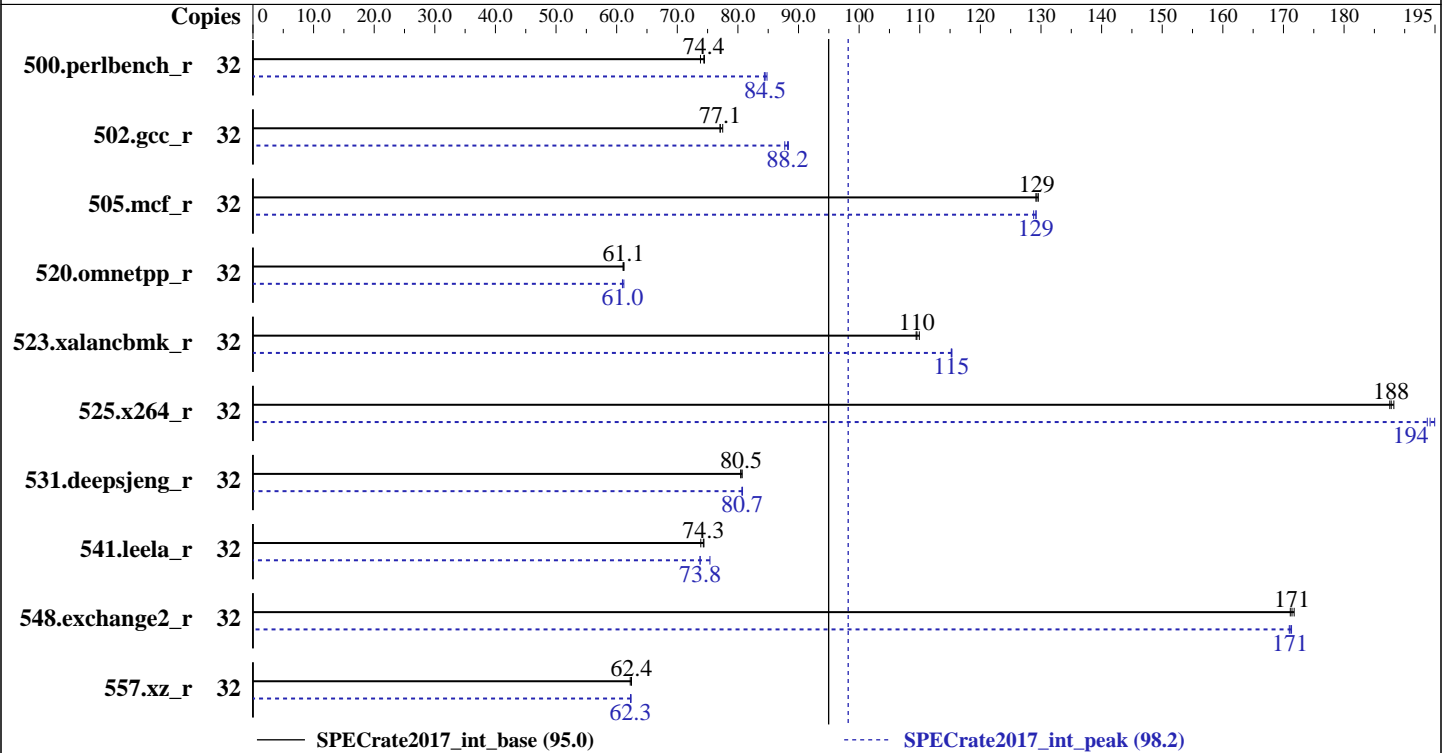 Copies 0 10.0 20.0 30.0 40.0 50.0 60.0 70.0 80.0 90.0 100 110 120 130 140 150 160 170 180 195
74.4
500.perlbench_r 32
84.5
77.1
502.gcc_r 32
88.2
129
505.mcf_r 32
129
61.1
520.omnetpp_r 32
61.0
110
523.xalancbmk_r 32
115
188
525.x264_r 32
194
80.5
531.deepsjeng_r 32
80.7
74.3
541.leela_r 32
73.8
171
548.exchange2_r 32
171
62.4
557.xz_r 32
62.3
SPECrate2017_int_base (95.0) SPECrate2017_int_peak (98.2)